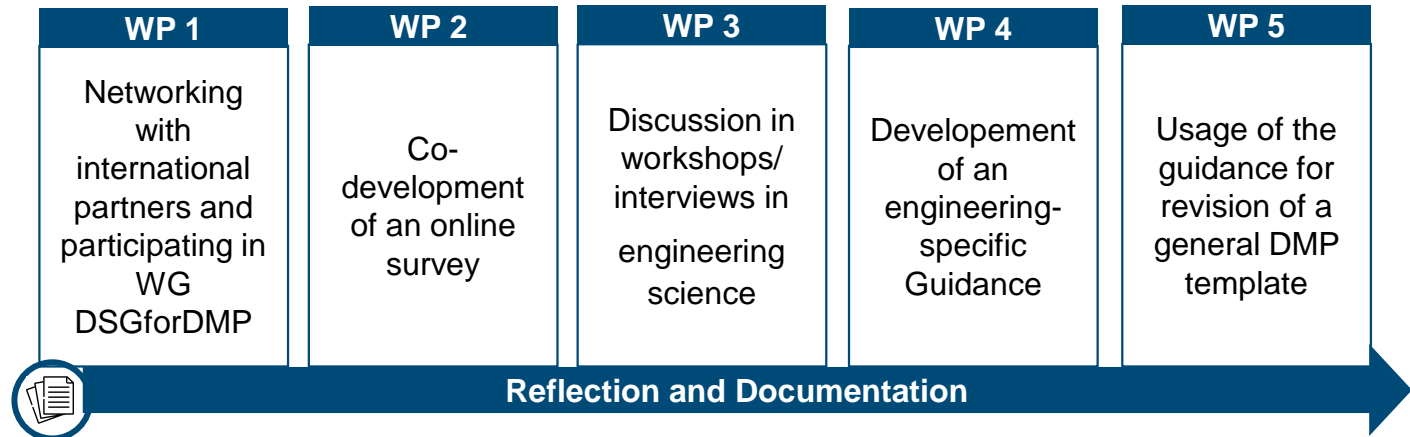 WP 1
Networking
with
international
partners and
participating in
WG
DSGforDMP
WP 2
Co-
development
of an online
survey
WP 3
Discussion in
workshops/
interviews in
engineering
science
WP 4
Developement
of an
engineering-
specific
Guidance
WP 5
Usage of the
guidance for
revision of a
general DMP
template
Reflection and Documentation